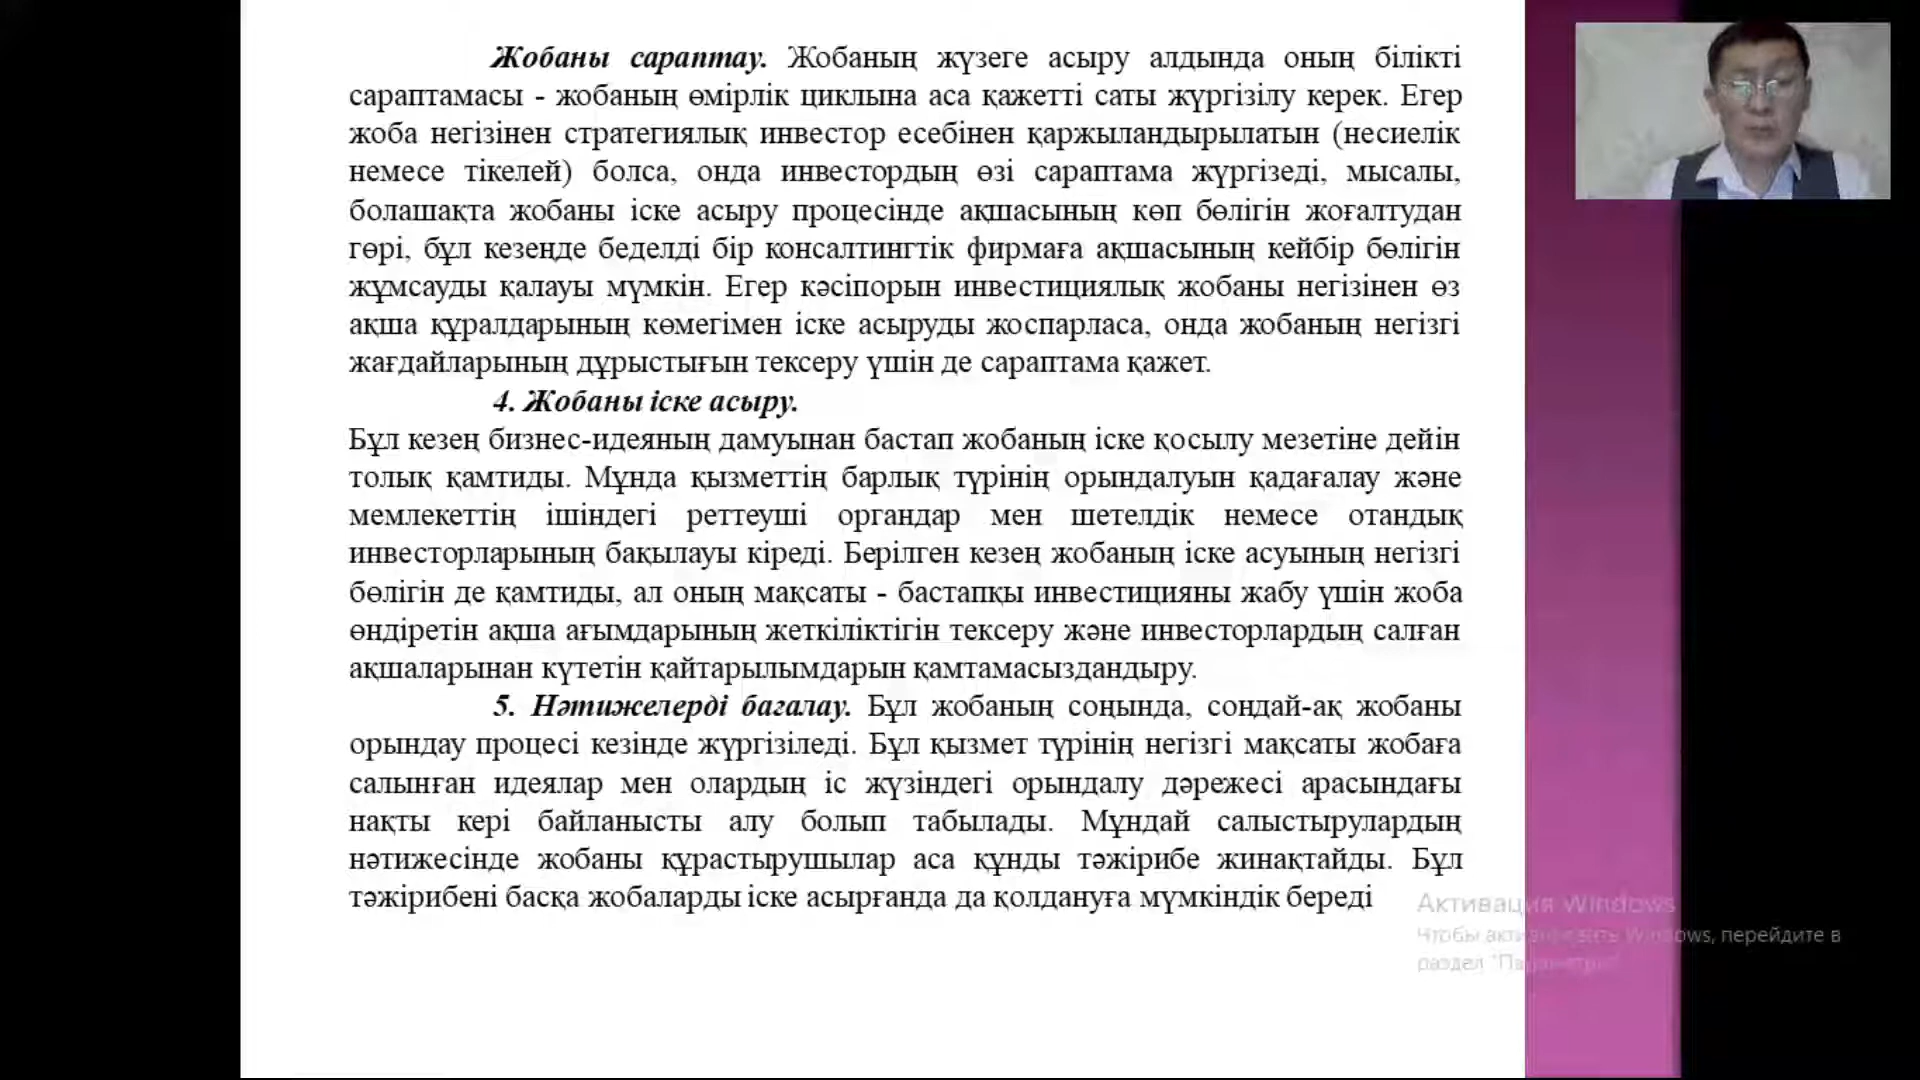 Жобаны сараптау. Жобаның жүзеге асыру алдында оның білікті
сараптамасы - жобаның өмірлік циклына аса қажетті саты жүргізілу керек. Егер
жоба негізінен стратегиялық инвестор есебінен қаржыландырылатын (несиелік
немесе тікелей) болса, онда инвестордың өзі сараптама жүргізеді, мысалы,
болашақта жобаны іске асыру процесінде ақшасының көп бөлігін жоғалтудан
гөрі, бұл кезеңде беделді бір консалтингтік фирмаға ақшасының кейбір бөлігін
жұмсауды қалауы мүмкін. Егер кәсіпорын инвестициялық жобаны негізінен өз
ақша құралдарының көмегімен іске асыруды жоспарласа, онда жобаның негізгі
жағдайларының дұрыстығын тексеру үшін де сараптама қажет.
4. Жобаны іске асыру.
Бұл кезең бизнес-идеяның дамуынан бастап жобаның іске қосылу мезетіне дейін
толық қамтиды. Мұнда қызметтің барлық түрінің орындалуын қадағалау және
мемлекеттің ішіндегі реттеуші органдар мен шетелдік немесе отандық
инвесторларының бақылауы кіреді. Берілген кезең жобаның іске асуының негізгі
бөлігін де қамтиды, ал оның мақсаты - бастапқы инвестицияны жабу үшін жоба
өндіретін ақша ағымдарының жеткіліктігін тексеру және инвесторлардың салған
ақшаларынан күтетін қайтарылымдарын қамтамасыздандыру.
5. Нәтижелерді бағалау. Бұл жобаның соңында, сондай-ақ жобаны
орындау процесі кезінде жүргізіледі. Бұл қызмет түрінің негізгі мақсаты жобаға
салынған идеялар мен олардың іс жүзіндегі орындалу дәрежесі арасындағы
нақты кері байланысты алу болып табылады. Мұндай салыстырулардың
нәтижесінде жобаны құрастырушылар аса құнды тәжірибе жинақтайды. Бұл
тәжірибені басқа жобаларды іске асырғанда да қолдануға мүмкіндік береді
Активация Windows
Чтобы активировать Windows, перейдите в
раздел "Параметры".